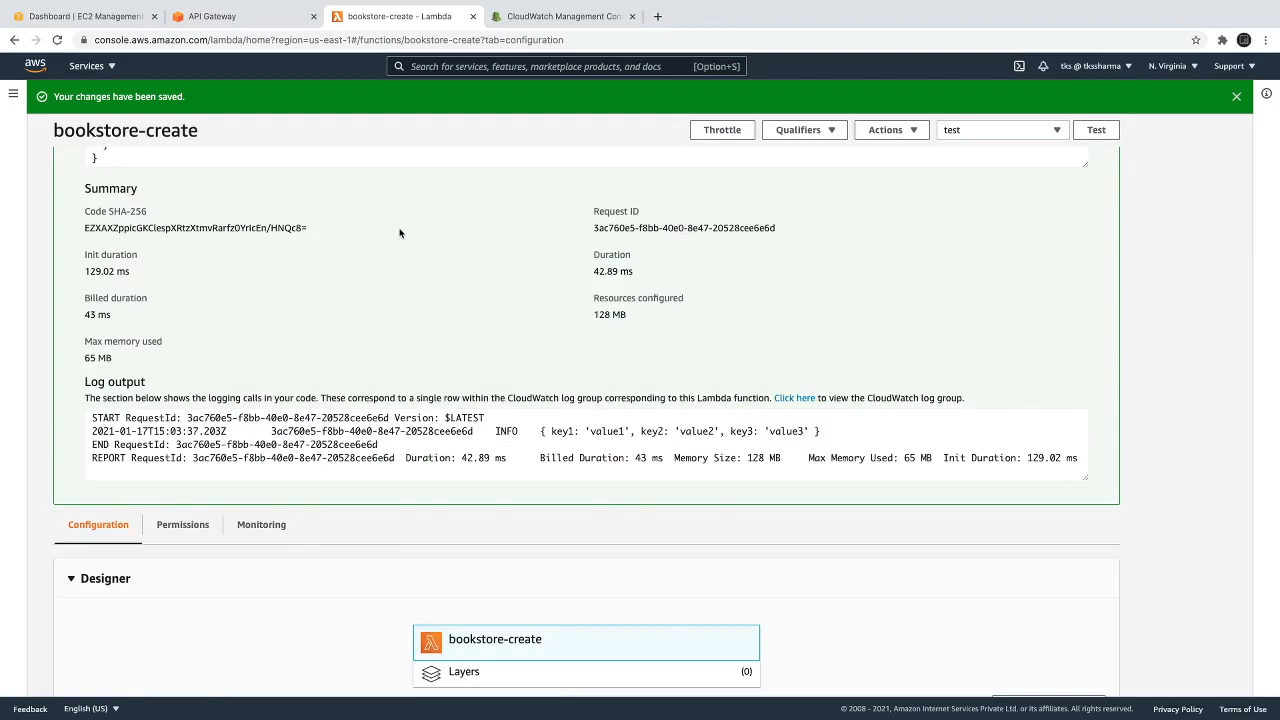 Dashboard | EC2 Management
API Gateway
bookstore-create - Lambda
CloudWatch Management Con
console.aws.amazon.com/lambda/home?region=us-east-1#/functions/bookstore-create?tab=configuration
aws
Services
Search for services, features, marketplace products, and docs
[Option+S]
tks @ tkssharma
N. Virginia
Support
Your changes have been saved.
bookstore-create
Throttle
Qualifiers
Actions
test
Test
}
Summary
Code SHA-256
Request ID
3ac760e5-f8bb-40e0-8e47-20528cee6e6d
Init duration
Duration
129.02 ms
42.89 ms
Billed duration
Resources configured
43 ms
128 MB
Max memory used
65 MB
Log output
The section below shows the logging calls in your code. These correspond to a single row within the CloudWatch log group corresponding to this Lambda function. Click here to view the CloudWatch log group.
START RequestId: 3ac760e5-f8bb-40e0-8e47-20528cee6e6d Version: $LATEST
2021-01-17T15:03:37.203Z 3ac760e5-f8bb-40e0-8e47-20528cee6e6d INFO { key1: 'value1', key2: 'value2', key3: 'value3' }
END RequestId: 3ac760e5-f8bb-40e0-8e47-20528cee6e6d
REPORT RequestId: 3ac760e5-f8bb-40e0-8e47-20528cee6e6d Duration: 42.89 ms Billed Duration: 43 ms Memory Size: 128 MB Max Memory Used: 65 MB Init Duration: 129.02 ms
Configuration
Permissions
Monitoring
Designer
bookstore-create
Layers
(0)
Feedback
English (US)
© 2008 - 2021, Amazon Internet Services Private Ltd. or its affiliates. All rights reserved.
Privacy Policy
Terms of Use